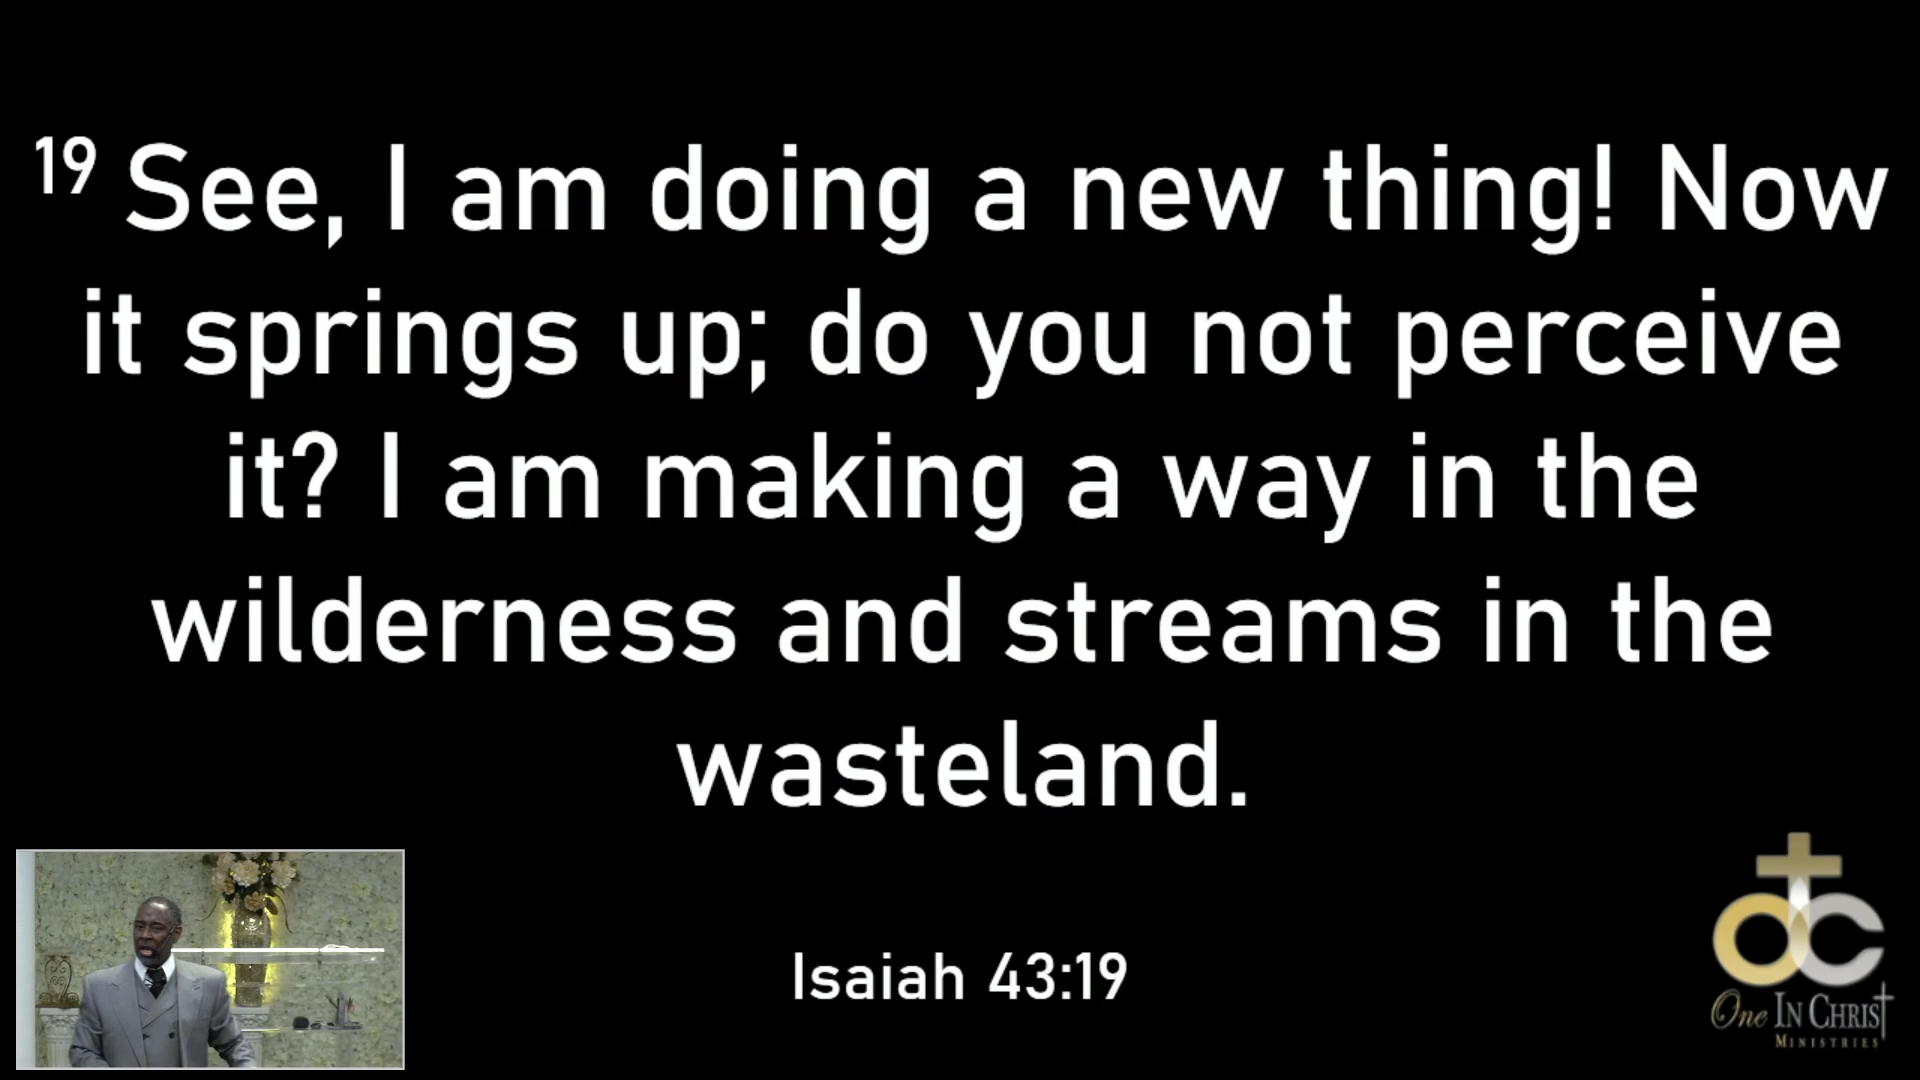 19 See, I am doing a new thing! Now
it springs up; do you not perceive
it? I am making a way in the
wilderness and streams in the
wasteland.
Isaiah 43:19
One IN CHRIST
MINISTRIES